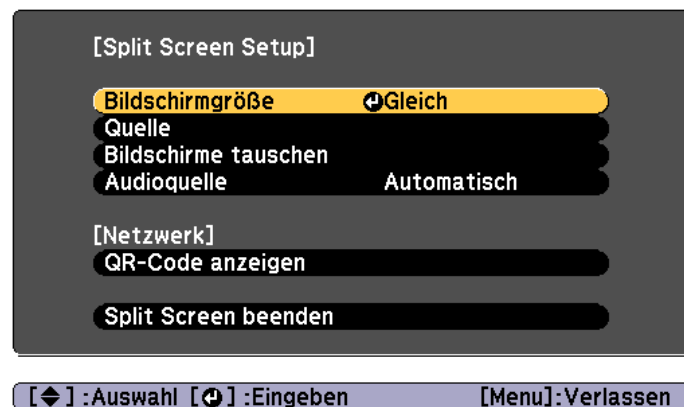 [Split Screen Setup]
Bildschirmgröße Gleich
Quelle
Bildschirme tauschen
Audioquelle Automatisch
[Netzwerk]
QR-Code anzeigen
Split Screen beenden
[◆] :Auswahl [⏎] :Eingeben [Menu]:Verlassen